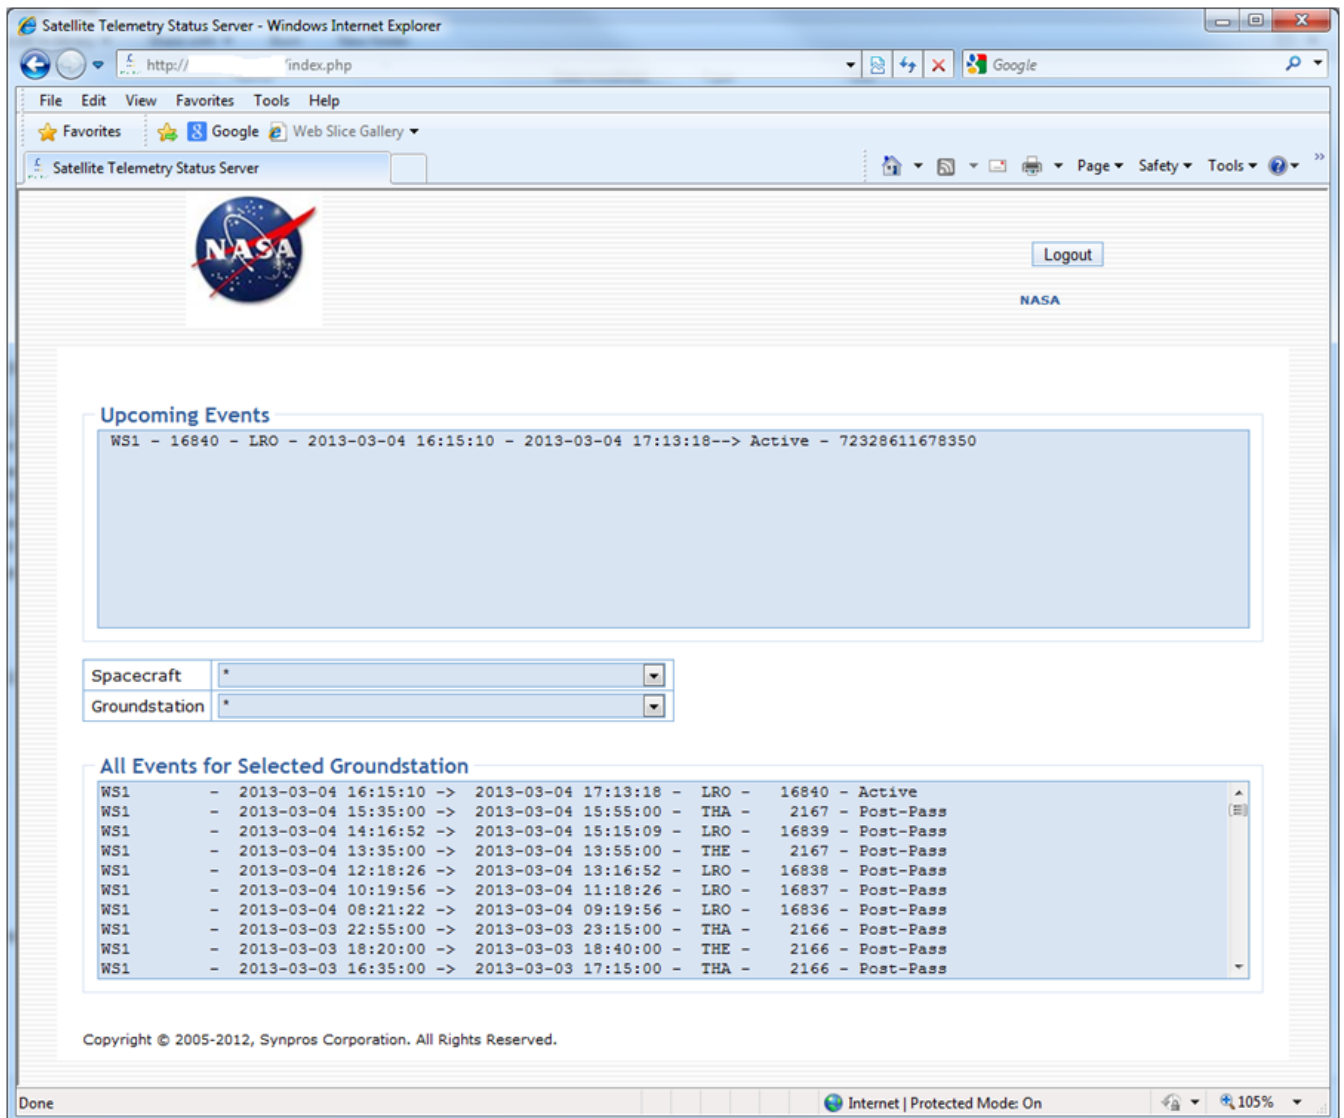 Satellite Telemetry Status Server - Windows Internet Explorer
http:// /index.php
Google
File Edit View Favorites Tools Help
Favorites Google Web Slice Gallery
Satellite Telemetry Status Server
Page Safety Tools
NASA
Logout
NASA
Upcoming Events
WS1 - 16840 - LRO - 2013-03-04 16:15:10 - 2013-03-04 17:13:18--> Active - 72328611678350
Spacecraft *
Groundstation *
All Events for Selected Groundstation
WS1 - 2013-03-04 16:15:10 -> 2013-03-04 17:13:18 - LRO - 16840 - Active
WS1 - 2013-03-04 15:35:00 -> 2013-03-04 15:55:00 - THA - 2167 - Post-Pass
WS1 - 2013-03-04 14:16:52 -> 2013-03-04 15:15:09 - LRO - 16839 - Post-Pass
WS1 - 2013-03-04 13:35:00 -> 2013-03-04 13:55:00 - THE - 2167 - Post-Pass
WS1 - 2013-03-04 12:18:26 -> 2013-03-04 13:16:52 - LRO - 16838 - Post-Pass
WS1 - 2013-03-04 10:19:56 -> 2013-03-04 11:18:26 - LRO - 16837 - Post-Pass
WS1 - 2013-03-04 08:21:22 -> 2013-03-04 09:19:56 - LRO - 16836 - Post-Pass
WS1 - 2013-03-03 22:55:00 -> 2013-03-03 23:15:00 - THA - 2166 - Post-Pass
WS1 - 2013-03-03 18:20:00 -> 2013-03-03 18:40:00 - THE - 2166 - Post-Pass
WS1 - 2013-03-03 16:35:00 -> 2013-03-03 17:15:00 - THA - 2166 - Post-Pass
Copyright © 2005-2012, Synpros Corporation. All Rights Reserved.
Done Internet | Protected Mode: On 105%